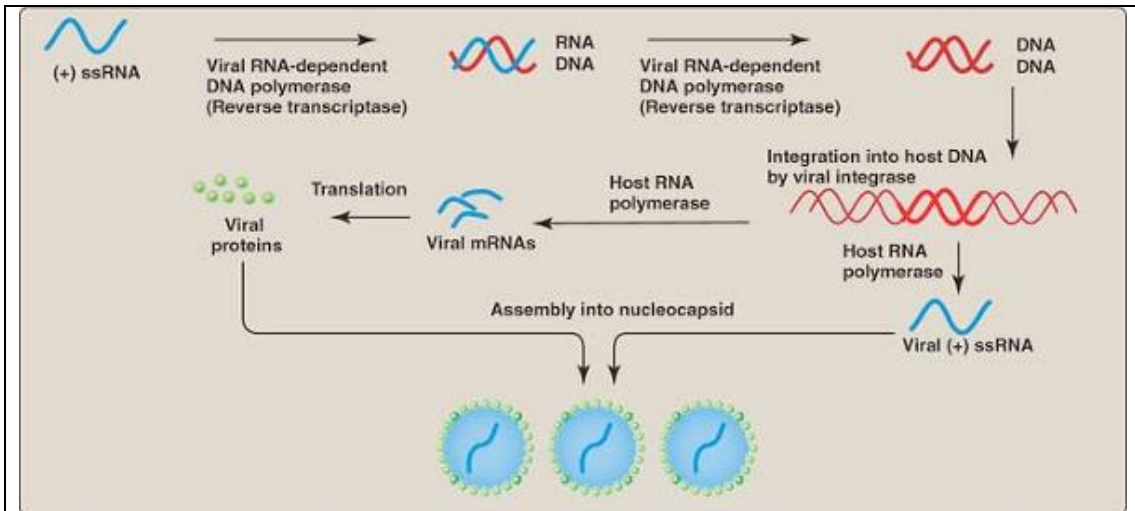 (+) ssRNA
Viral RNA-dependent
DNA polymerase
(Reverse transcriptase)
RNA
DNA
Viral RNA-dependent
DNA polymerase
(Reverse transcriptase)
DNA
DNA
Integration into host DNA
by viral integrase
Host RNA
polymerase
Viral mRNAs
Translation
Viral
proteins
Host RNA
polymerase
Viral (+) ssRNA
Assembly into nucleocapsid